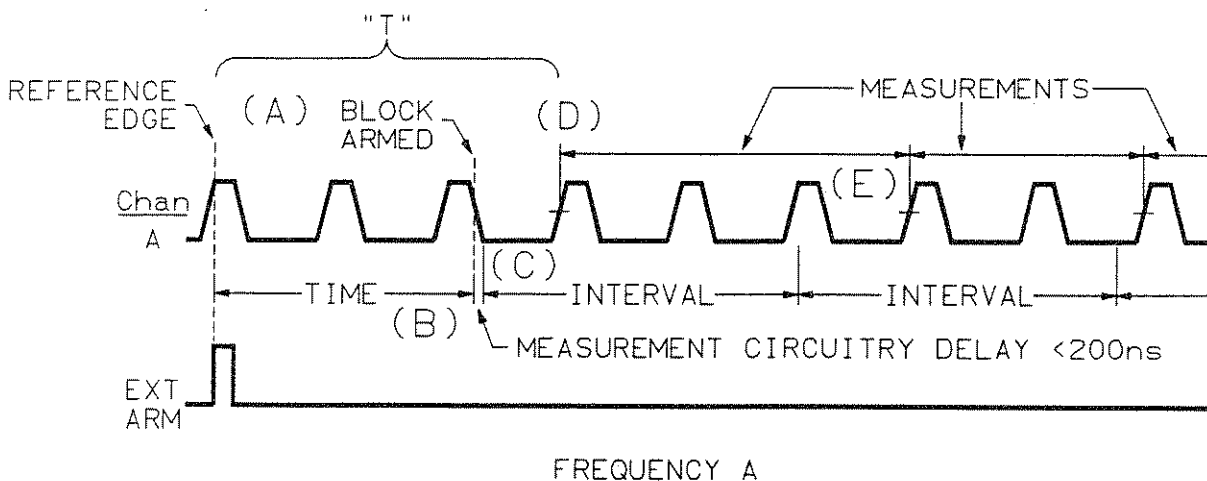 "T"
REFERENCE
EDGE
(A)
BLOCK
ARMED
(D)
MEASUREMENTS
(E)
Chan
A
(C)
TIME
INTERVAL
INTERVAL
(B)
MEASUREMENT CIRCUITRY DELAY <200ns
EXT
ARM
FREQUENCY A